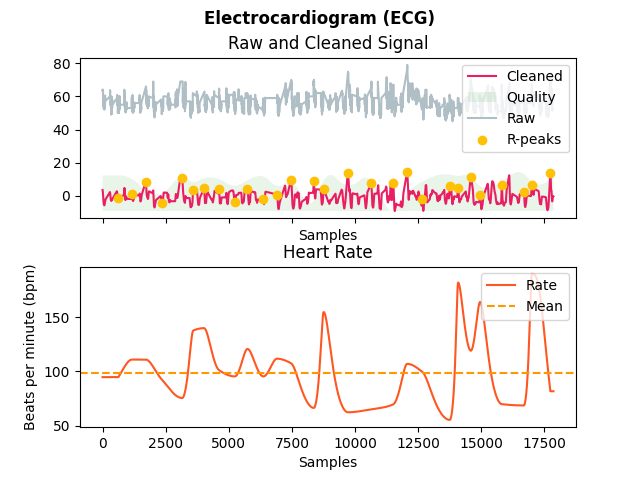 Electrocardiogram (ECG)
Raw and Cleaned Signal
80
60
40
20
0
Cleaned
Quality
Raw
R-peaks
Samples
Heart Rate
Beats per minute (bpm)
150
100
50
Rate
Mean
0 2500 5000 7500 10000 12500 15000 17500
Samples